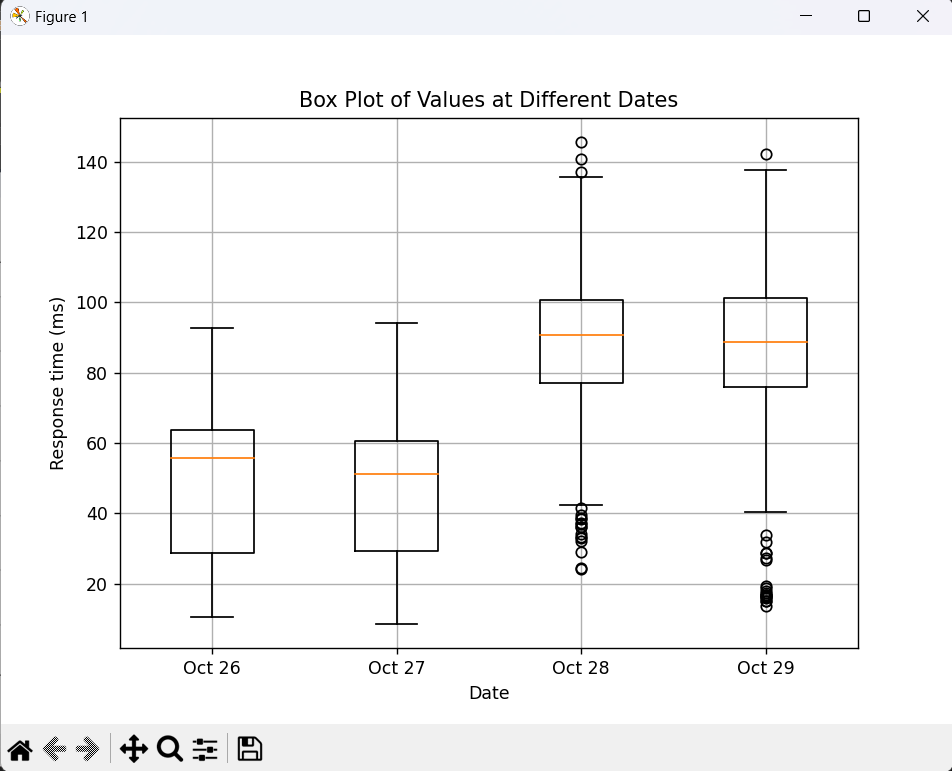 Figure 1
Box Plot of Values at Different Dates
140
120
100
80
60
40
20
Response time (ms)
Oct 26 Oct 27 Oct 28 Oct 29
Date